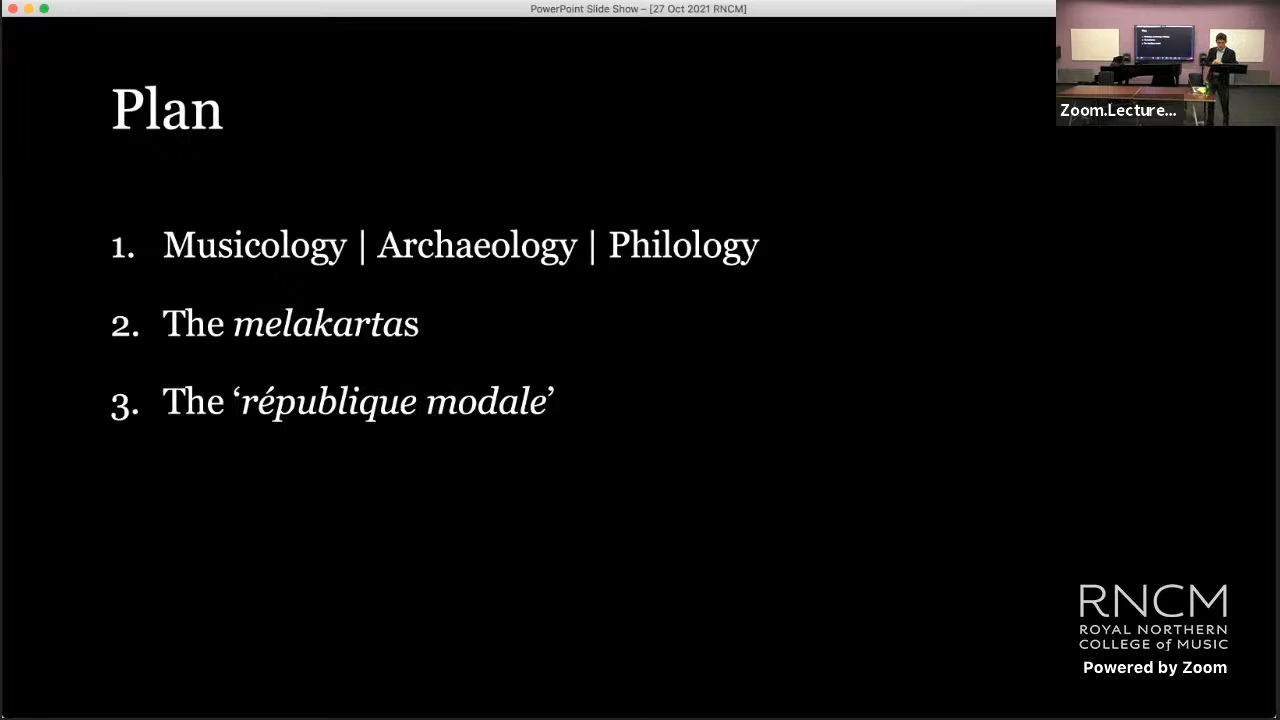 PowerPoint Slide Show – [27 Oct 2021 RNCM]
Plan
Zoom.Lecture...
1. Musicology | Archaeology | Philology
2. The melakartas
3. The ‘république modale’
RNCM
ROYAL NORTHERN
COLLEGE of MUSIC
Powered by Zoom